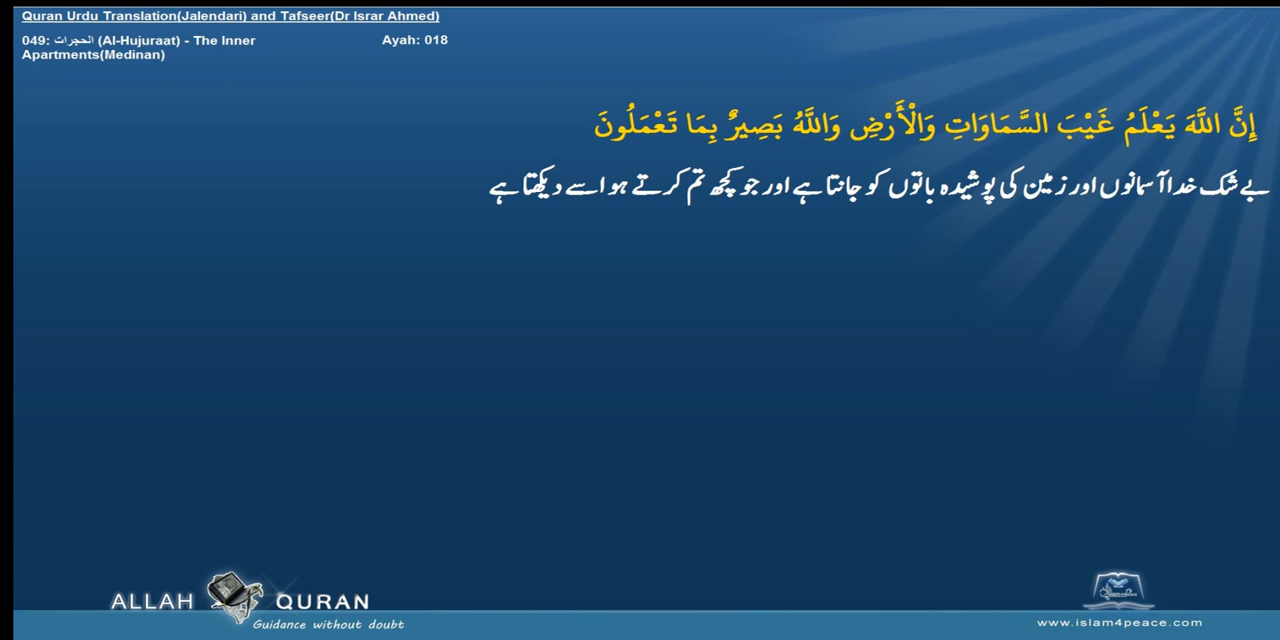 Quran Urdu Translation(Jalendari) and Tafseer(Dr Israr Ahmed)
049: الحجرات (Al-Hujuraat) - The Inner Apartments(Medinan)
Ayah: 018
إِنَّ اللَّهَ يَعْلَمُ غَيْبَ السَّمَاوَاتِ وَالْأَرْضِ وَاللَّهُ بَصِيرٌ بِمَا تَعْمَلُونَ
بے شک خدا آسمانوں اور زمین کی پوشیدہ باتوں کو جانتا ہے اور جو کچھ تم کرتے ہو اسے دیکھتا ہے
ALLAH QURAN
Guidance without doubt
www.islam4peace.com